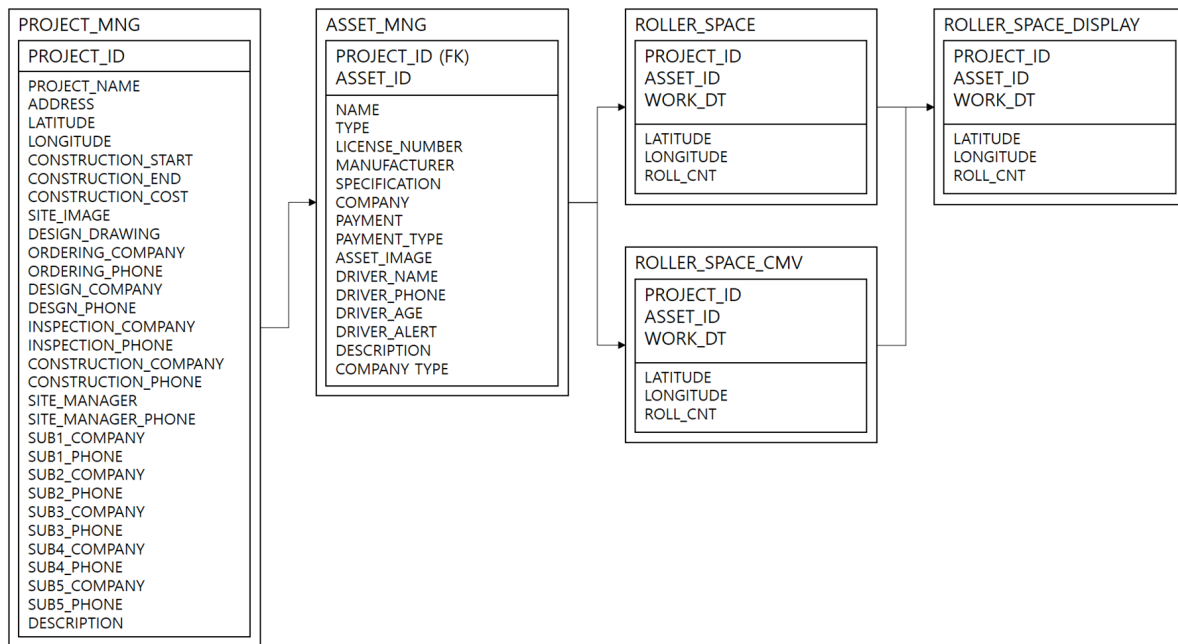 PROJECT_MNG
PROJECT_ID
PROJECT_NAME
ADDRESS
LATITUDE
LONGITUDE
CONSTRUCTION_START
CONSTRUCTION_END
CONSTRUCTION_COST
SITE_IMAGE
DESIGN_DRAWING
ORDERING_COMPANY
ORDERING_PHONE
DESIGN_COMPANY
DESGN_PHONE
INSPECTION_COMPANY
INSPECTION_PHONE
CONSTRUCTION_COMPANY
CONSTRUCTION_PHONE
SITE_MANAGER
SITE_MANAGER_PHONE
SUB1_COMPANY
SUB1_PHONE
SUB2_COMPANY
SUB2_PHONE
SUB3_COMPANY
SUB3_PHONE
SUB4_COMPANY
SUB4_PHONE
SUB5_COMPANY
SUB5_PHONE
DESCRIPTION
ASSET_MNG
PROJECT_ID (FK)
ASSET_ID
NAME
TYPE
LICENSE_NUMBER
MANUFACTURER
SPECIFICATION
COMPANY
PAYMENT
PAYMENT_TYPE
ASSET_IMAGE
DRIVER_NAME
DRIVER_PHONE
DRIVER_AGE
DRIVER_ALERT
DESCRIPTION
COMPANY TYPE
ROLLER_SPACE
PROJECT_ID
ASSET_ID
WORK_DT
LATITUDE
LONGITUDE
ROLL_CNT
ROLLER_SPACE_CMV
PROJECT_ID
ASSET_ID
WORK_DT
LATITUDE
LONGITUDE
ROLL_CNT
ROLLER_SPACE_DISPLAY
PROJECT_ID
ASSET_ID
WORK_DT
LATITUDE
LONGITUDE
ROLL_CNT